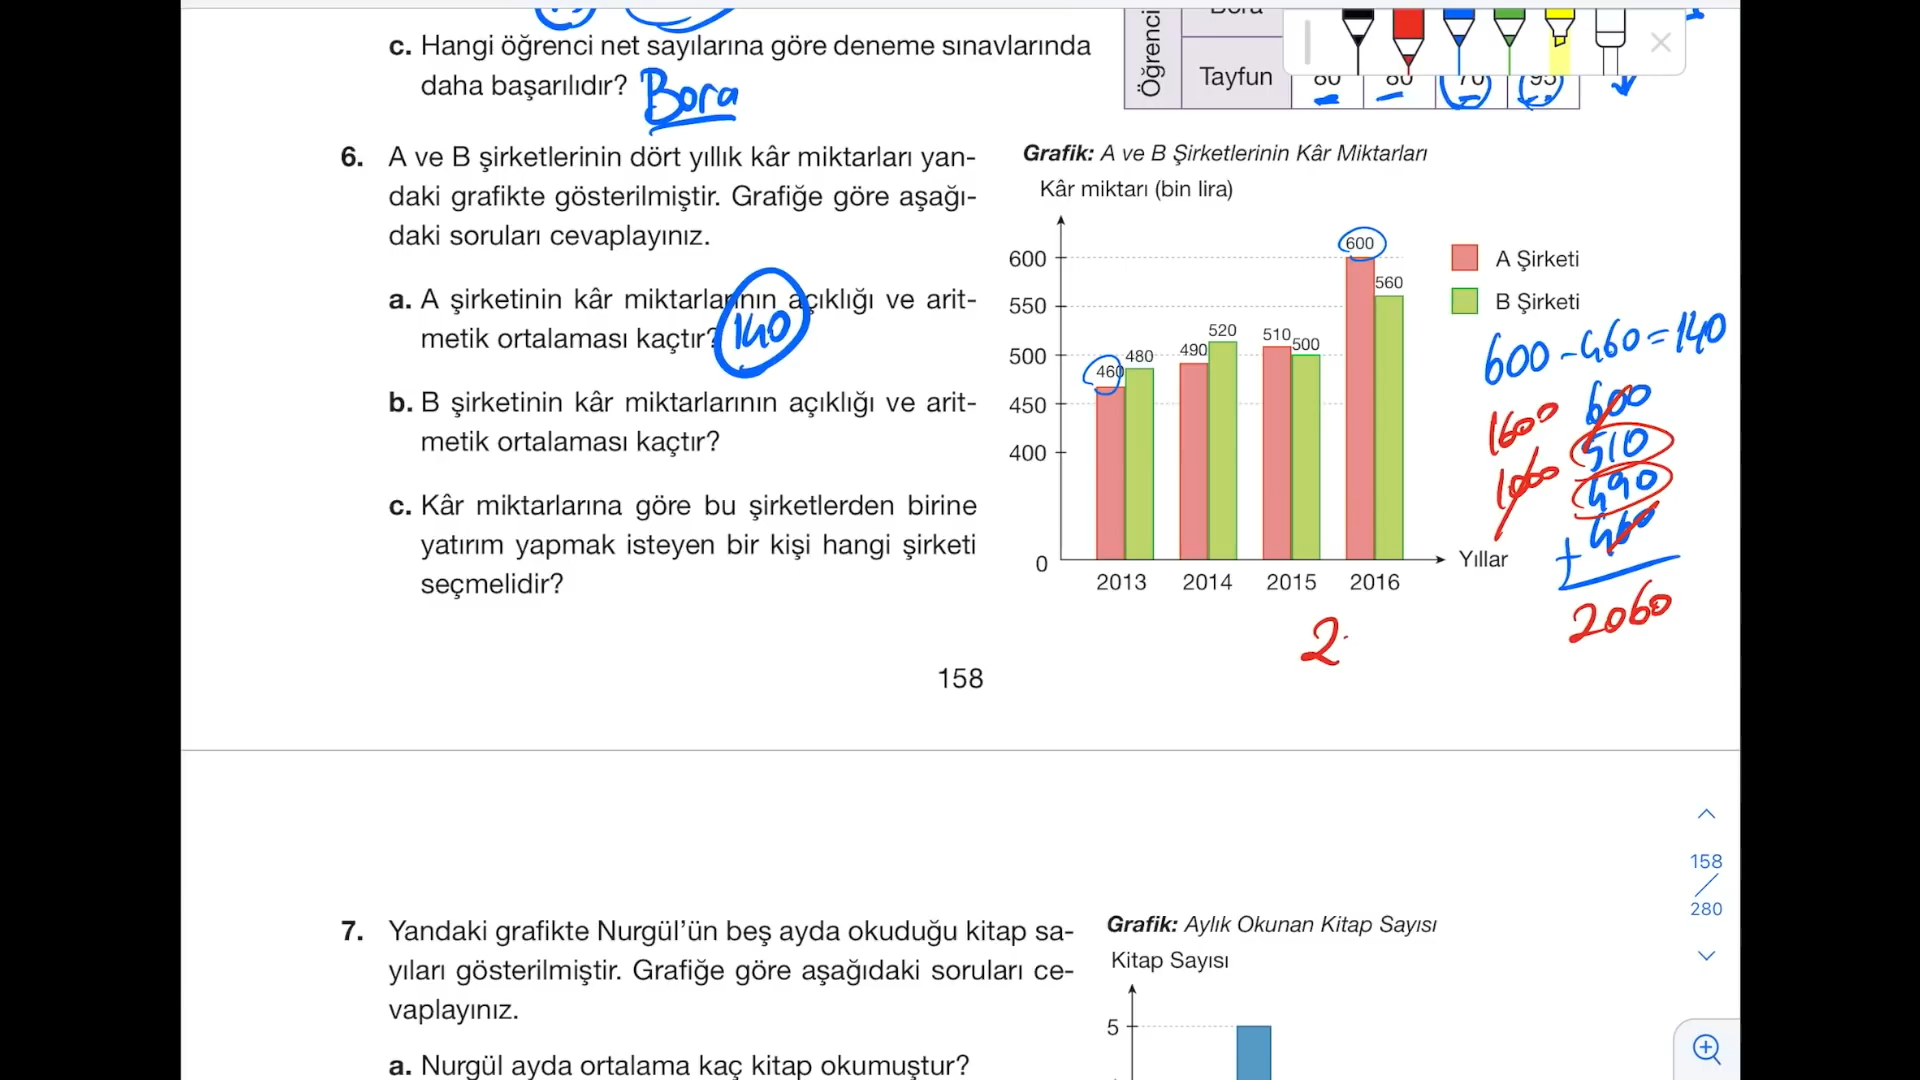 c. Hangi öğrenci net sayılarına göre deneme sınavlarında
daha başarılıdır? Bora
Öğrenci
Bora
Tayfun 80 80 70 95
6. A ve B şirketlerinin dört yıllık kâr miktarları yan-
daki grafikte gösterilmiştir. Grafiğe göre aşağı-
daki soruları cevaplayınız.
a. A şirketinin kâr miktarlarının açıklığı ve arit-
metik ortalaması kaçtır? 140
b. B şirketinin kâr miktarlarının açıklığı ve arit-
metik ortalaması kaçtır?
c. Kâr miktarlarına göre bu şirketlerden birine
yatırım yapmak isteyen bir kişi hangi şirketi
seçmelidir?
Grafik: A ve B Şirketlerinin Kâr Miktarları
Kâr miktarı (bin lira)
600
550
500
450
400
0
460
480
490
520
510
500
600
560
2013 2014 2015 2016
Yıllar
A Şirketi
B Şirketi
600-460=140
600
510
490
+ 460
2060
1600
1060
2
158
158
280
7. Yandaki grafikte Nurgül'ün beş ayda okuduğu kitap sa-
yıları gösterilmiştir. Grafiğe göre aşağıdaki soruları ce-
vaplayınız.
a. Nurgül ayda ortalama kaç kitap okumuştur?
Grafik: Aylık Okunan Kitap Sayısı
Kitap Sayısı
5